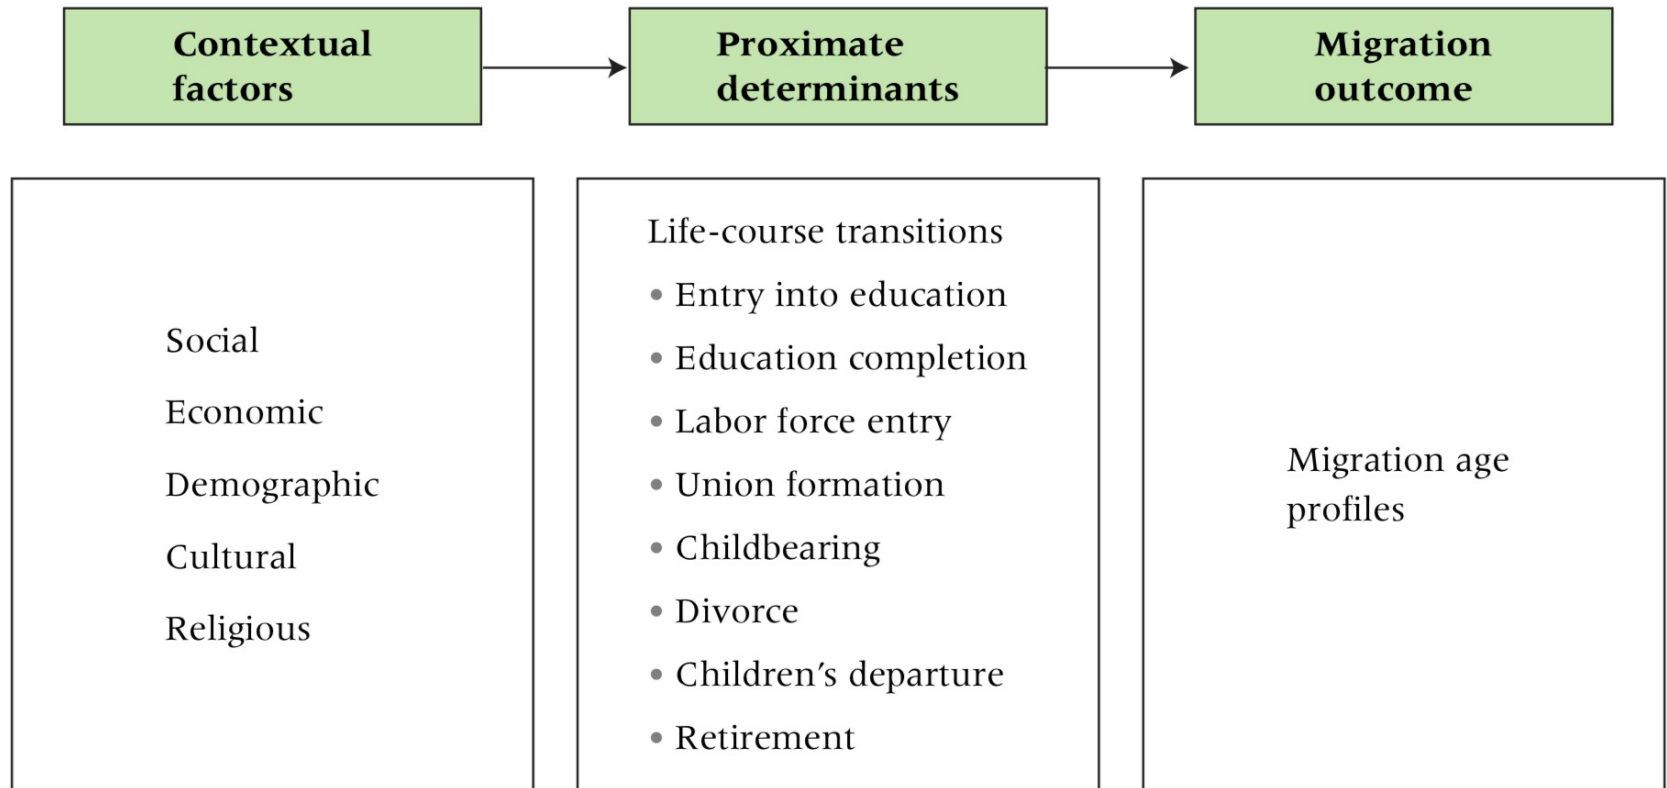 Contextual
factors
Proximate
determinants
Migration
outcome
Social
Economic
Demographic
Cultural
Religious
Life-course transitions
• Entry into education
• Education completion
• Labor force entry
• Union formation
• Childbearing
• Divorce
• Children’s departure
• Retirement
Migration age
profiles